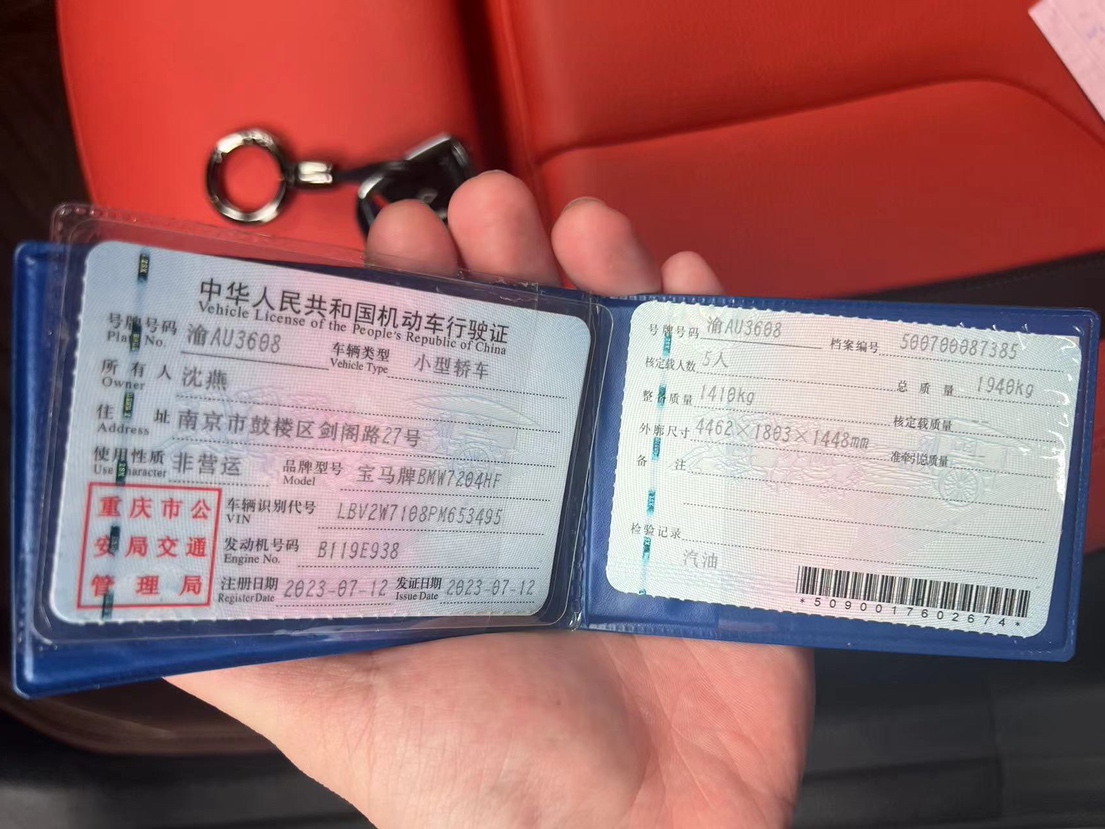 中华人民共和国机动车行驶证
Vehicle License of the People's Republic of China
号牌号码 渝AU3608 车辆类型 小型轿车
Plate No. Vehicle Type
所有人 沈燕
Owner
住址 南京市鼓楼区剑阁路27号
Address
使用性质 非营运 品牌型号 宝马牌BMW7204HF
Use Character Model
重庆市公
安局交通
管理局
车辆识别代号 LBV2W7108PM653495
VIN
发动机号码 B119E938
Engine No.
注册日期 2023-07-12 发证日期 2023-07-12
Register Date Issue Date
号牌号码 渝AU3608 档案编号 500700087385
核定载人数 5人 总质量 1940kg
整备质量 1410kg 核定载质量 --
外廓尺寸 4462×1803×1448mm 准牵引总质量 --
备注
检验记录
汽油
*5090017602674*